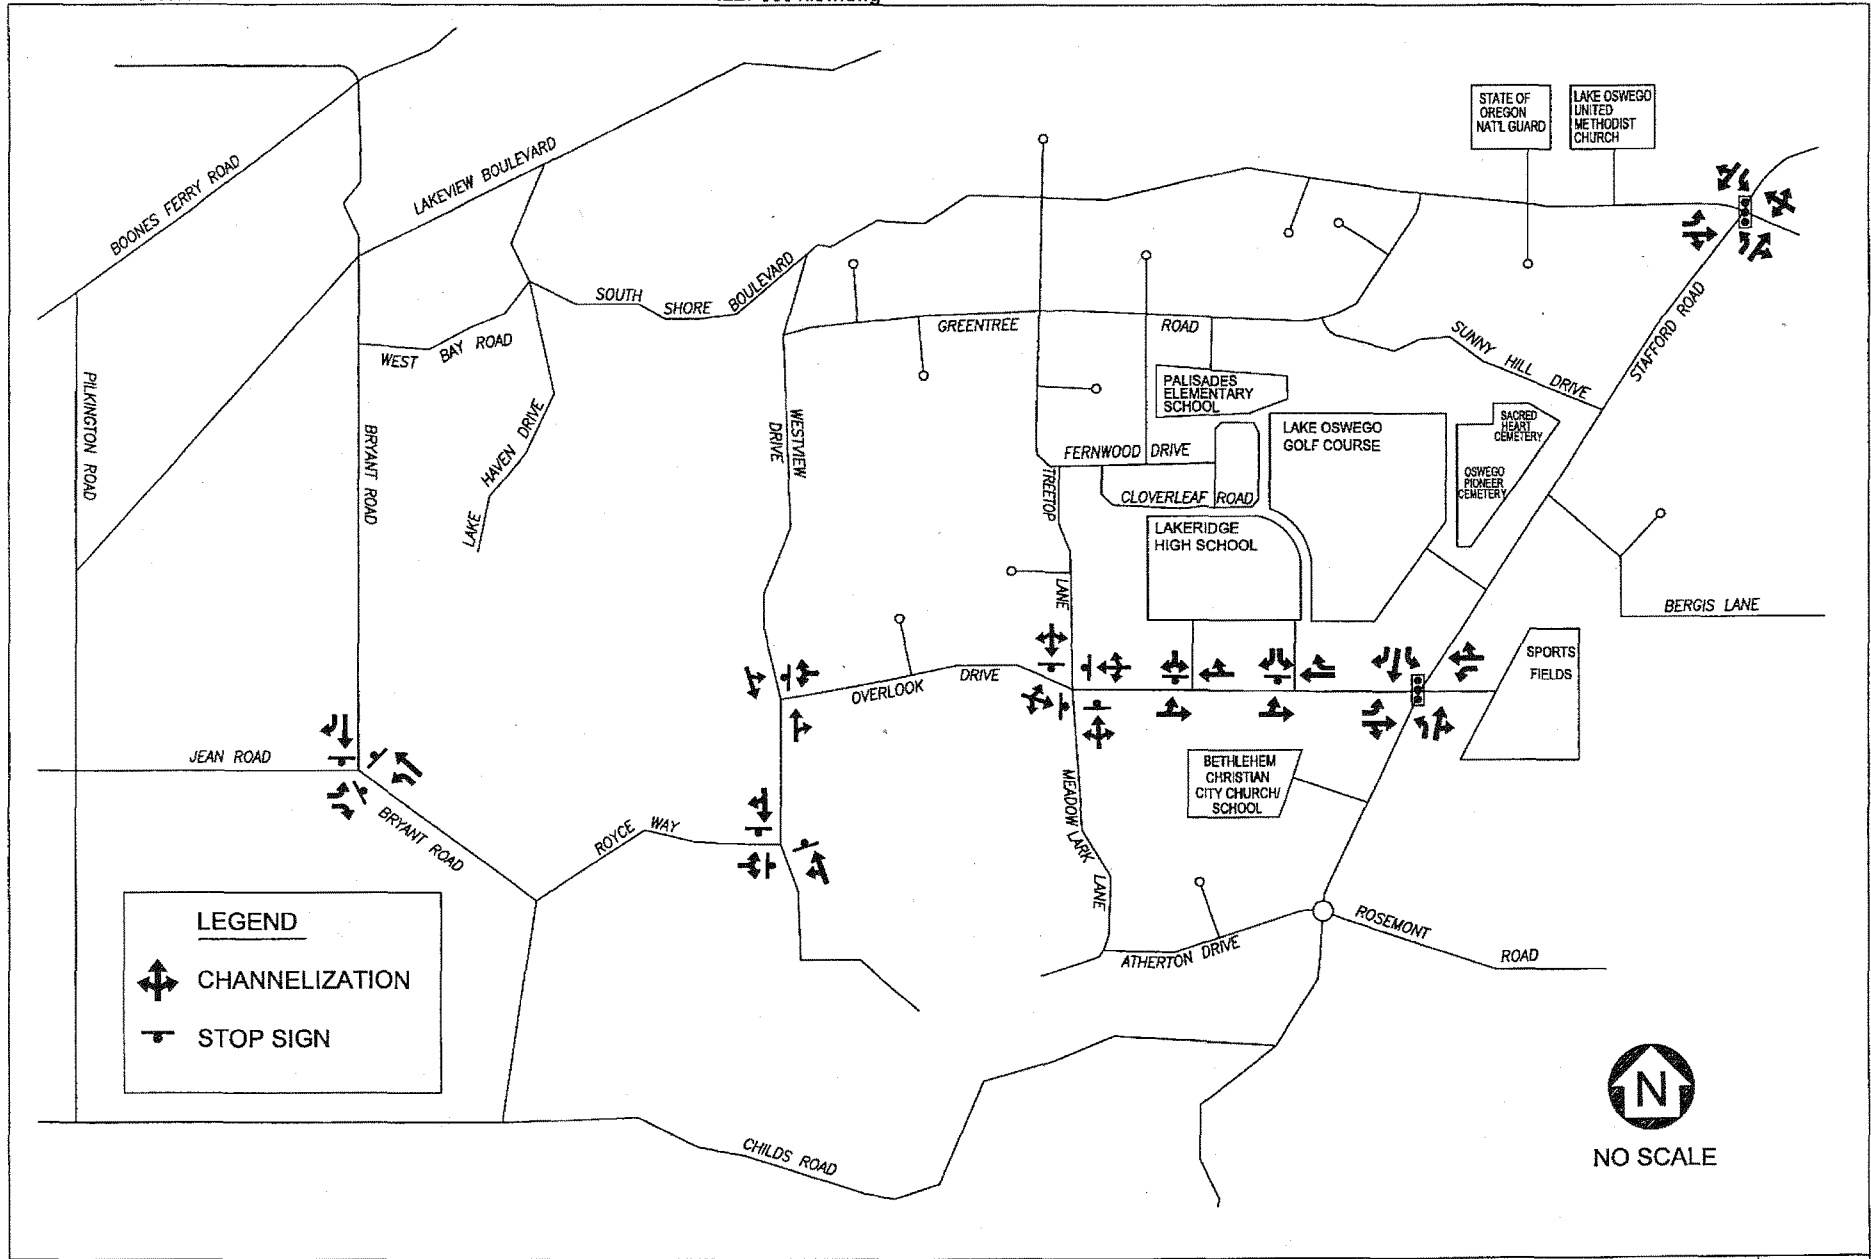 STATE OF
OREGON
NAT'L GUARD
LAKE OSWEGO
UNITED
METHODIST
CHURCH
BOONES FERRY ROAD
LAKEVIEW BOULEVARD
SOUTH SHORE BOULEVARD
WEST BAY ROAD
GREENTREE ROAD
SUNNY HILL DRIVE
STAFFORD ROAD
PILKINGTON ROAD
BRYANT ROAD
LAKE HAVEN DRIVE
WESTVIEW
DRIVE
PALISADES
ELEMENTARY
SCHOOL
LAKE OSWEGO
GOLF COURSE
SACRED
HEART
CEMETERY
OSWEGO
PIONEER
CEMETERY
FERNWOOD DRIVE
TREETOP LANE
CLOVERLEAF ROAD
LAKERIDGE
HIGH SCHOOL
BERGIS LANE
SPORTS
FIELDS
OVERLOOK DRIVE
JEAN ROAD
BRYANT ROAD
ROYCE WAY
MEADOW LARK LANE
BETHLEHEM
CHRISTIAN
CITY CHURCH/
SCHOOL
ATHERTON DRIVE
ROSEMONT ROAD
LEGEND
CHANNELIZATION
STOP SIGN
CHILDS ROAD
N
NO SCALE